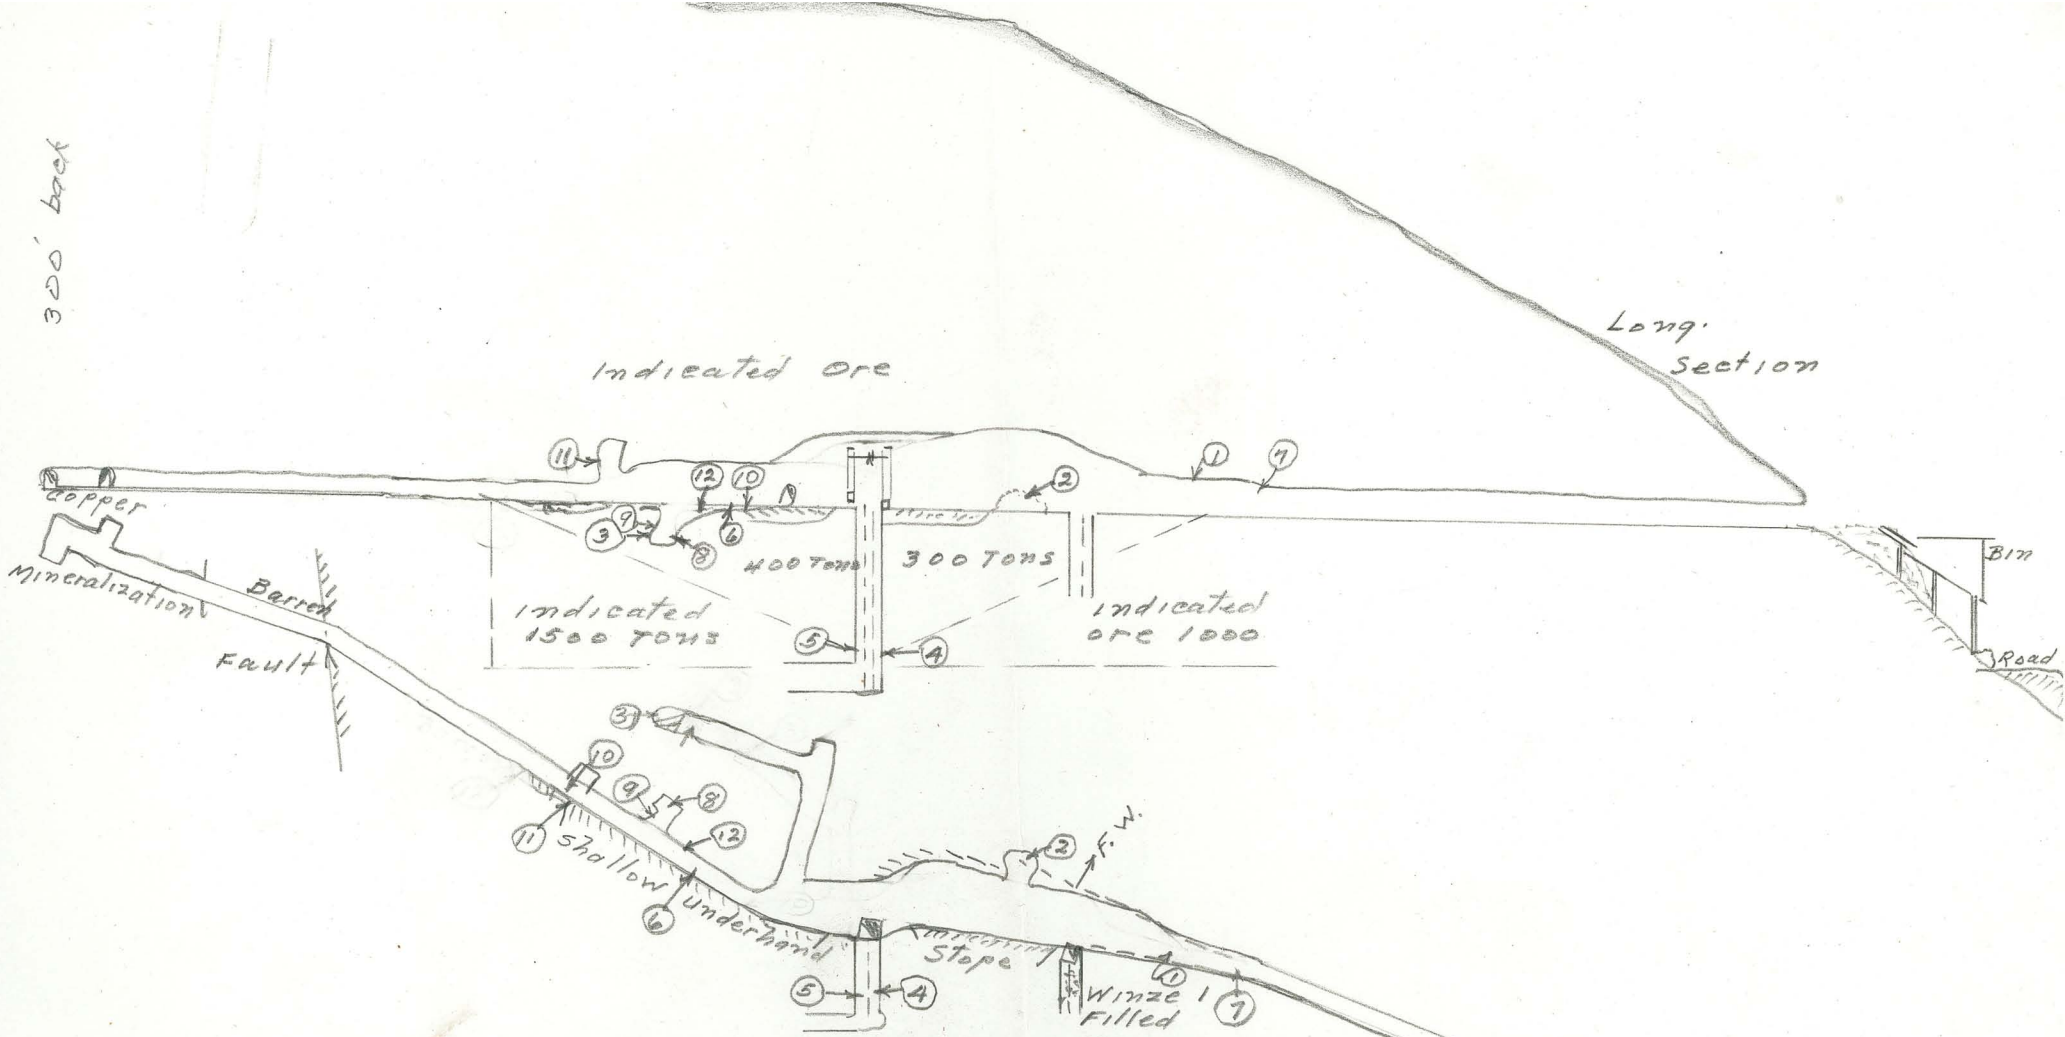 300' back
Long.
Section
Indicated Ore
11
1
7
12
10
2
Copper
9
3
6
8
400 Tons
300 Tons
Bin
Mineralization
Barren
Indicated
1500 Tons
Indicated
ore 1000
5
4
Fault
Road
3
10
9
8
11
12
2
F. W.
Shallow
6
underhand
Stope
5
4
1
7
Winze 1
Filled